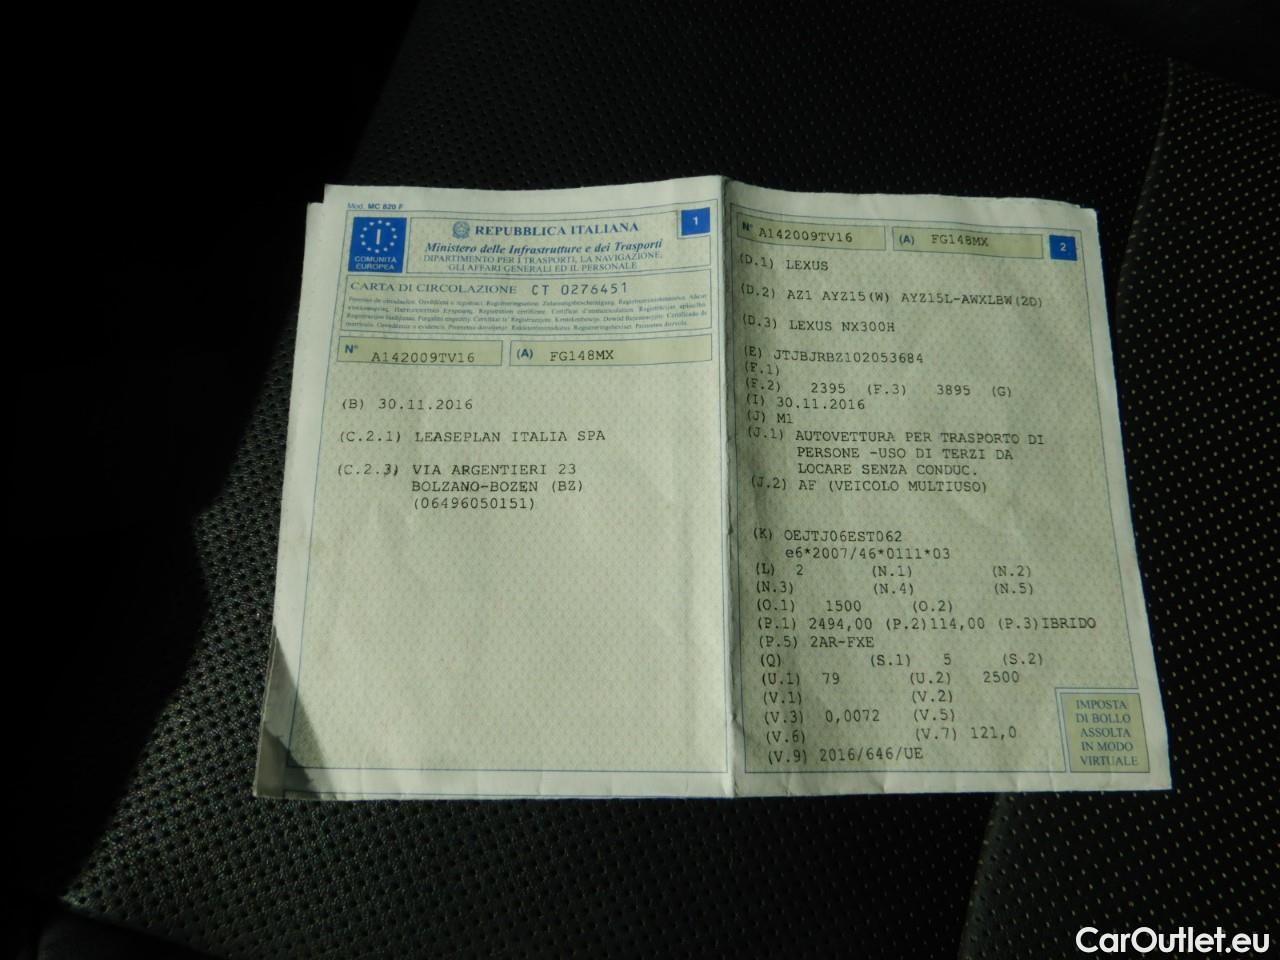 Mod. MC 820 F
COMUNITÀ
EUROPEA
REPUBBLICA ITALIANA
1
Ministero delle Infrastrutture e dei Trasporti
DIPARTIMENTO PER I TRASPORTI, LA NAVIGAZIONE,
GLI AFFARI GENERALI ED IL PERSONALE
CARTA DI CIRCOLAZIONE CT 0276451
N° A142009TV16 (A) FG148MX
(B) 30.11.2016
(C.2.1) LEASEPLAN ITALIA SPA
(C.2.3) VIA ARGENTIERI 23
BOLZANO-BOZEN (BZ)
(06496050151)
N° A142009TV16 (A) FG148MX 2
(D.1) LEXUS
(D.2) AZ1 AYZ15(W) AYZ15L-AWXLBW(2D)
(D.3) LEXUS NX300H
(E) JTJBJRBZ102053684
(F.1)
(F.2) 2395 (F.3) 3895 (G)
(I) 30.11.2016
(J) M1
(J.1) AUTOVETTURA PER TRASPORTO DI
PERSONE -USO DI TERZI DA
LOCARE SENZA CONDUC.
(J.2) AF (VEICOLO MULTIUSO)
(K) OEJTJ06EST062
e6*2007/46*0111*03
(L) 2 (N.1) (N.2)
(N.3) (N.4) (N.5)
(O.1) 1500 (O.2)
(P.1) 2494,00 (P.2)114,00 (P.3)IBRIDO
(P.5) 2AR-FXE
(Q) (S.1) 5 (S.2)
(U.1) 79 (U.2) 2500
(V.1) (V.2)
(V.3) 0,0072 (V.5)
(V.6) (V.7) 121,0
(V.9) 2016/646/UE
IMPOSTA
DI BOLLO
ASSOLTA
IN MODO
VIRTUALE
CarOutlet.eu